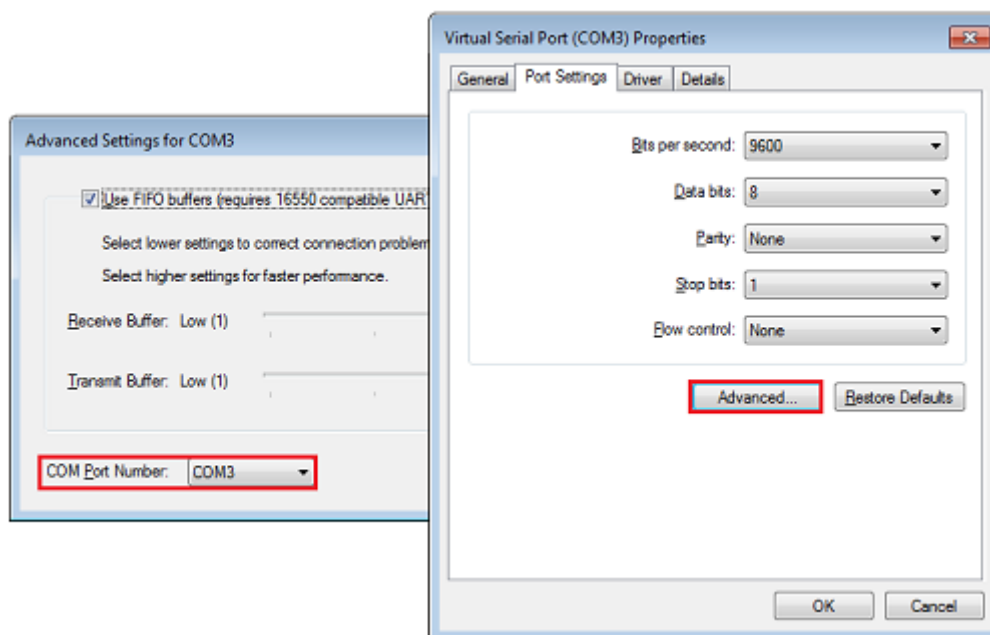 Advanced Settings for COM3
Use FIFO buffers (requires 16550 compatible UAR
Select lower settings to correct connection problem
Select higher settings for faster performance.
Receive Buffer: Low (1)
Transmit Buffer: Low (1)
COM Port Number: COM3
Virtual Serial Port (COM3) Properties
General Port Settings Driver Details
Bits per second: 9600
Data bits: 8
Parity: None
Stop bits: 1
Flow control: None
Advanced... Restore Defaults
OK Cancel